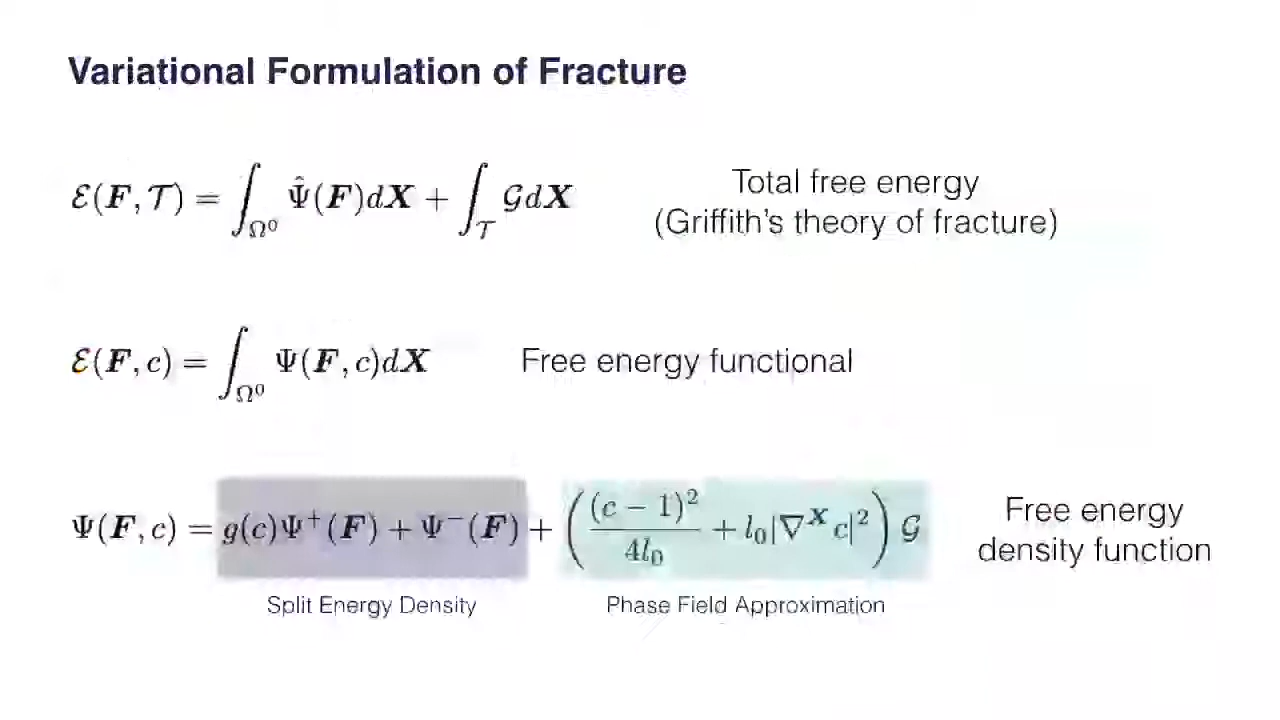 Variational Formulation of Fracture
ℰ(𝑭, 𝒯) = ∫_{Ω⁰} Ψ̂(𝑭)d𝑿 + ∫_𝒯 𝒢d𝑿
Total free energy
(Griffith's theory of fracture)
ℰ(𝑭, c) = ∫_{Ω⁰} Ψ(𝑭, c)d𝑿
Free energy functional
Ψ(𝑭, c) = g(c)Ψ⁺(𝑭) + Ψ⁻(𝑭) + ( (c − 1)² / 4l₀ + l₀|∇^𝑿 c|² ) 𝒢
Free energy
density function
Split Energy Density
Phase Field Approximation